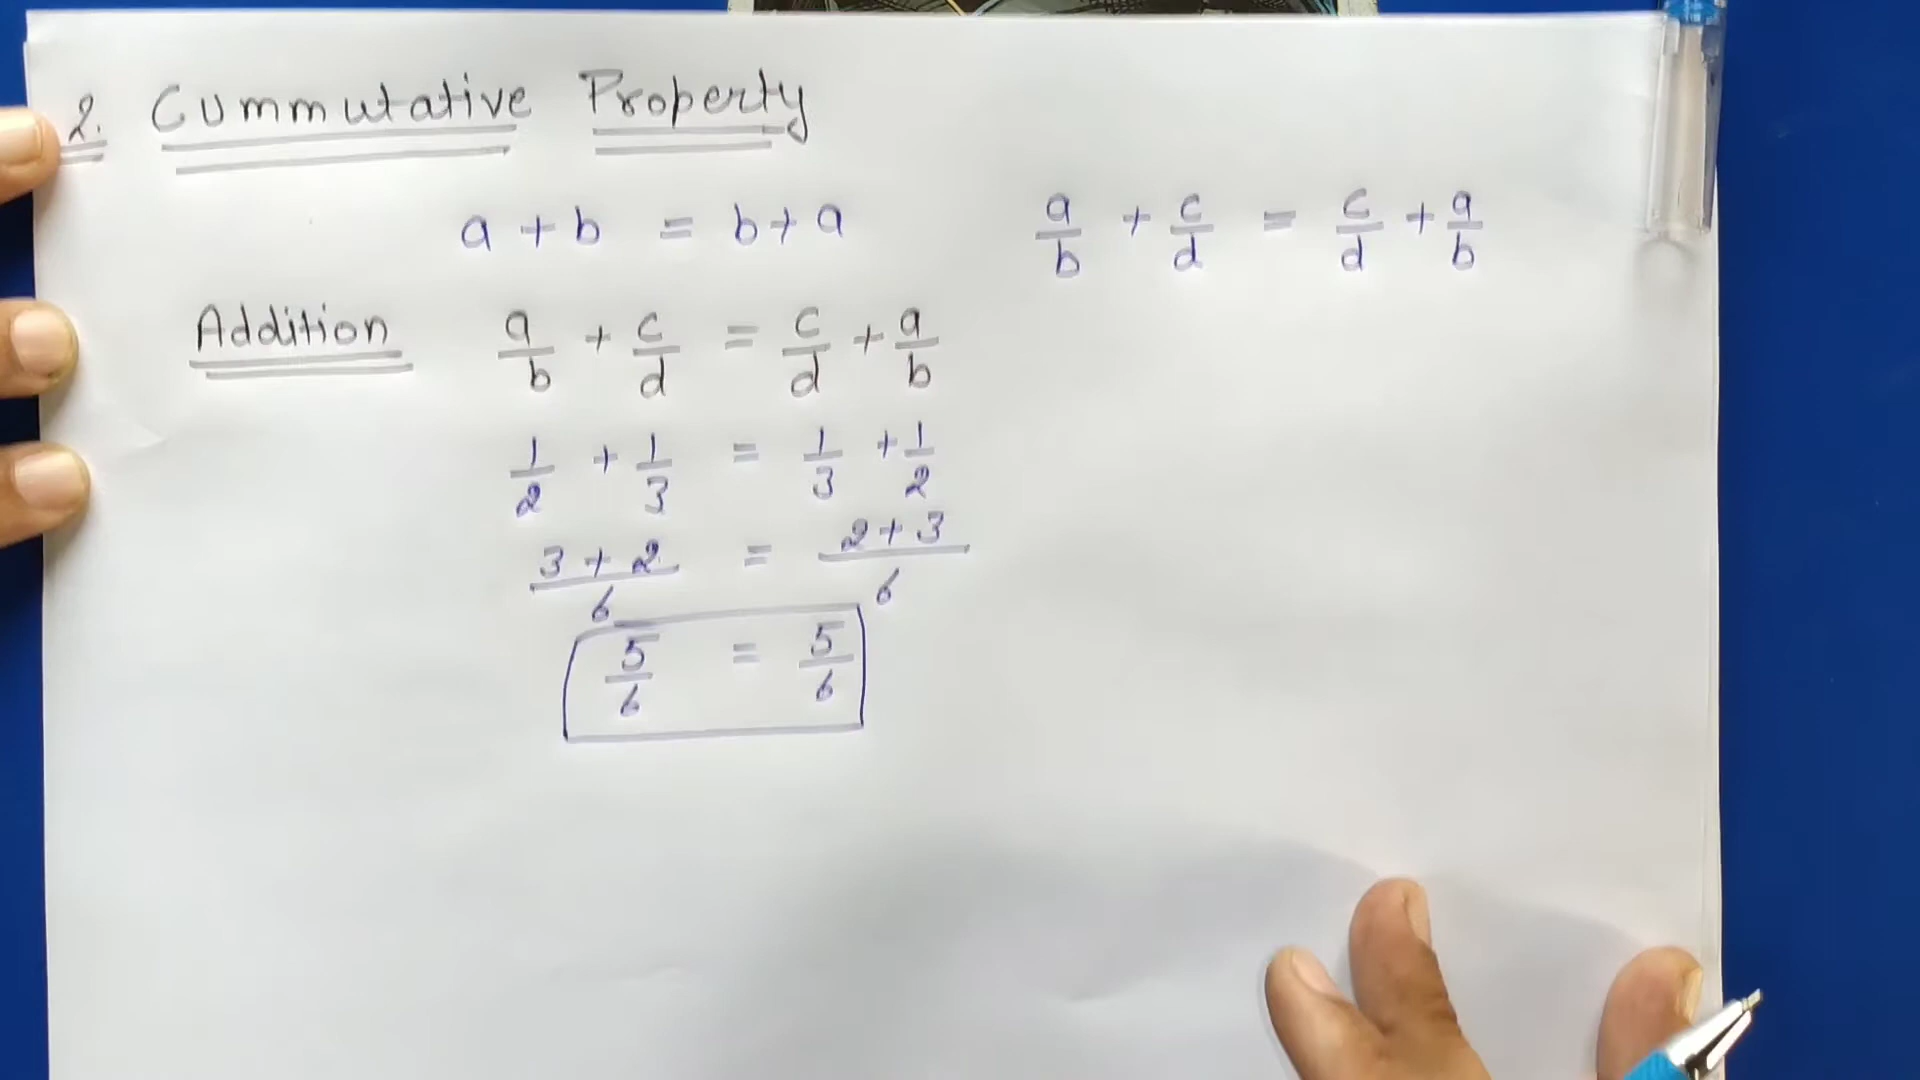 2. Cummutative Property
a + b = b + a
a/b + c/d = c/d + a/b
Addition a/b + c/d = c/d + a/b
1/2 + 1/3 = 1/3 + 1/2
3 + 2/6 = 2 + 3/6
5/6 = 5/6